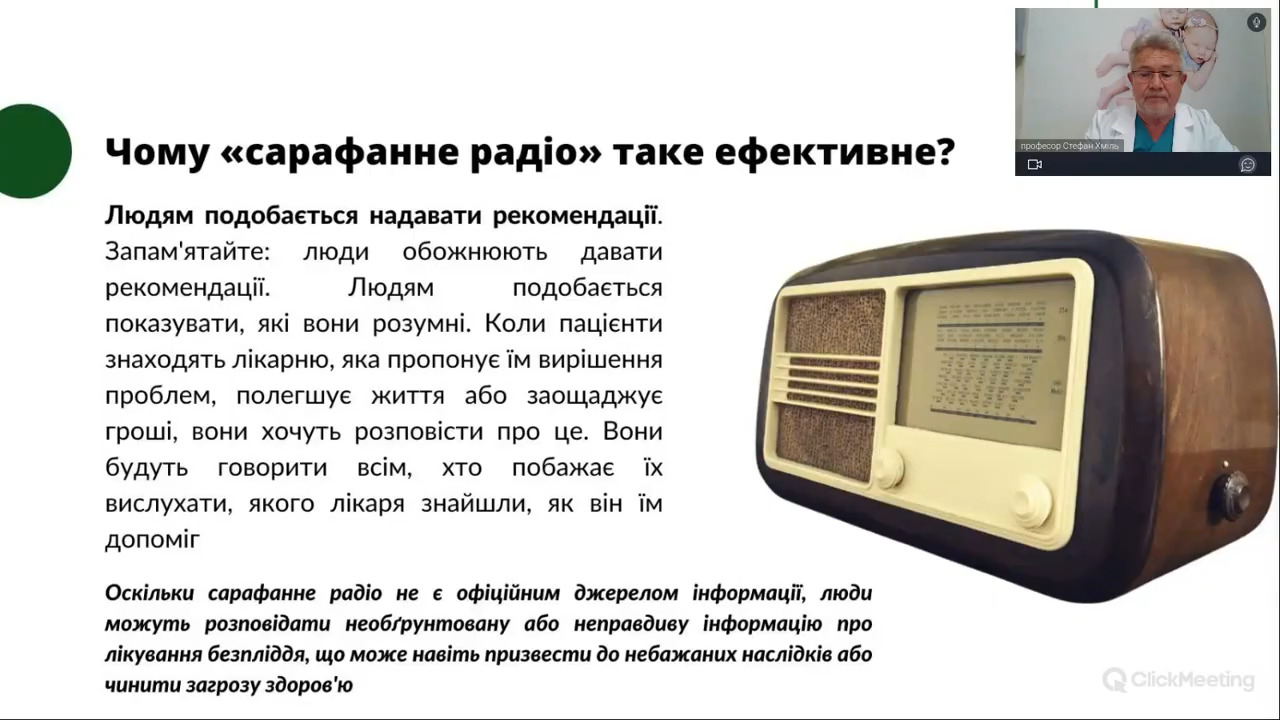 Чому «сарафанне радіо» таке ефективне?
Людям подобається надавати рекомендації.
Запам'ятайте: люди обожнюють давати
рекомендації. Людям подобається
показувати, які вони розумні. Коли пацієнти
знаходять лікарню, яка пропонує їм вирішення
проблем, полегшує життя або заощаджує
гроші, вони хочуть розповісти про це. Вони
будуть говорити всім, хто побажає їх
вислухати, якого лікаря знайшли, як він їм
допоміг
Оскільки сарафанне радіо не є офіційним джерелом інформації, люди
можуть розповідати необґрунтовану або неправдиву інформацію про
лікування безпліддя, що може навіть призвести до небажаних наслідків або
чинити загрозу здоров'ю
професор Стефан Хміль
ClickMeeting